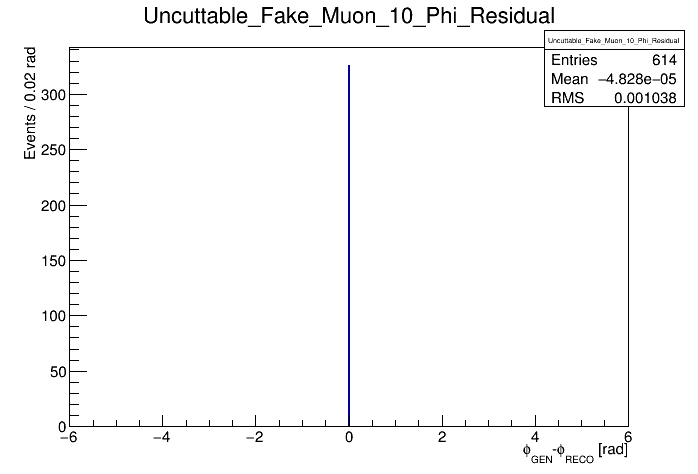 Uncuttable_Fake_Muon_10_Phi_Residual
Uncuttable_Fake_Muon_10_Phi_Residual
Entries 614
Mean −4.828e−05
RMS 0.001038
Events / 0.02 rad
300
250
200
150
100
50
0
−6 −4 −2 0 2 4 6
ϕGEN-ϕRECO [rad]